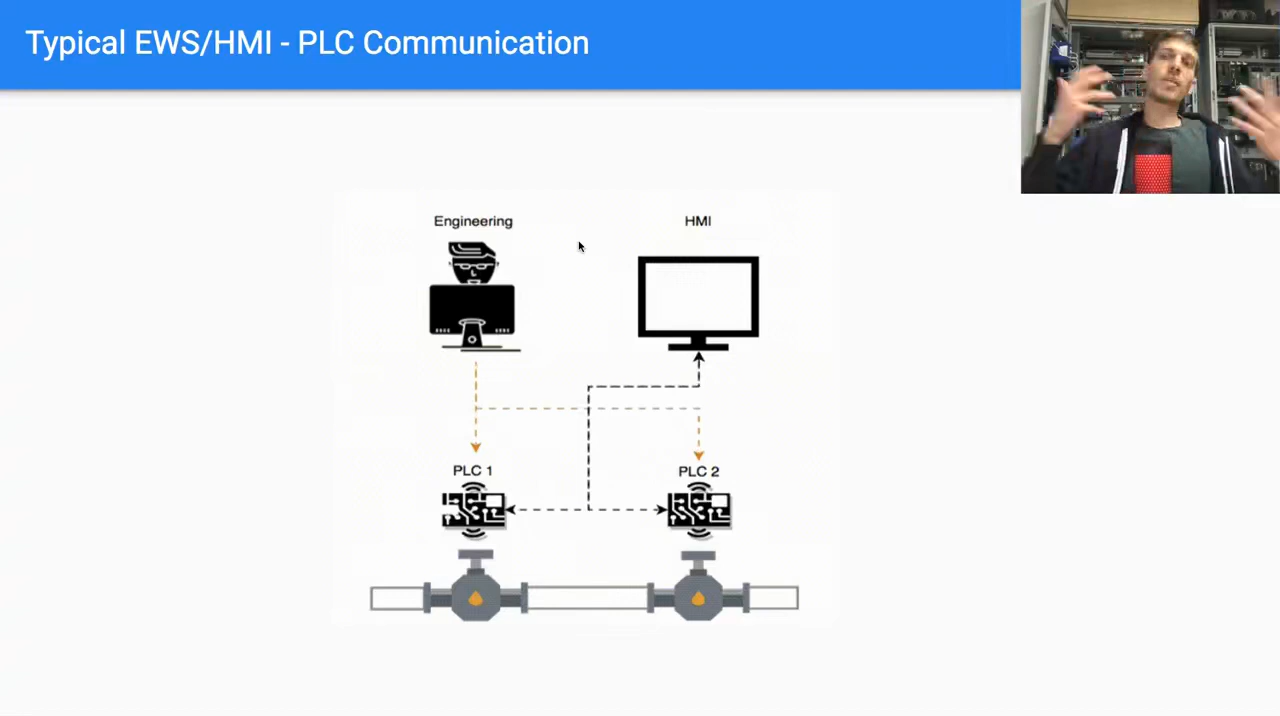 Typical EWS/HMI - PLC Communication
Engineering
HMI
PLC 1
PLC 2